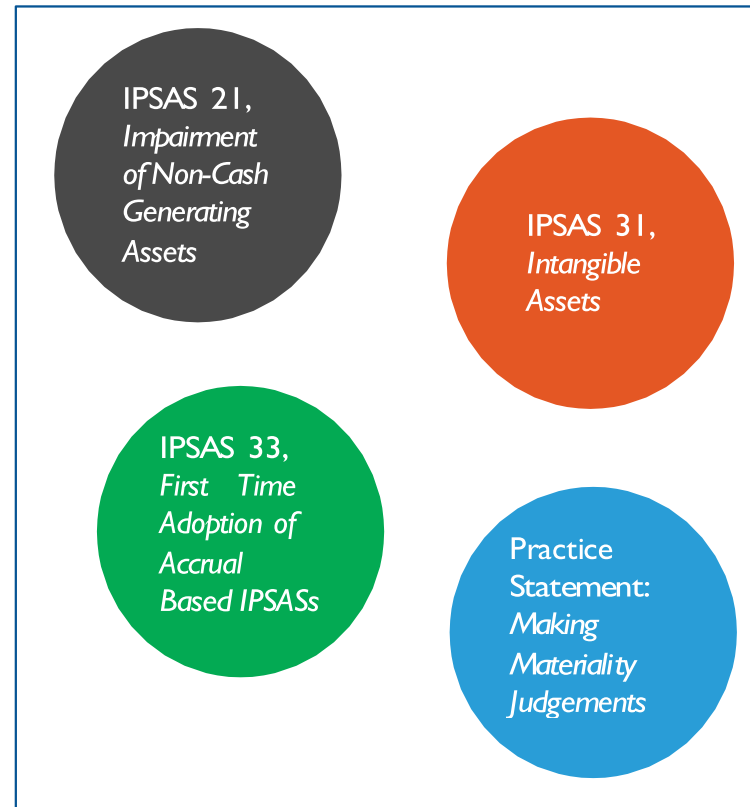 IPSAS 21,
Impairment
of Non-Cash
Generating
Assets
IPSAS 31,
Intangible
Assets
IPSAS 33,
First Time
Adoption of
Accrual
Based IPSASs
Practice
Statement:
Making
Materiality
Judgements